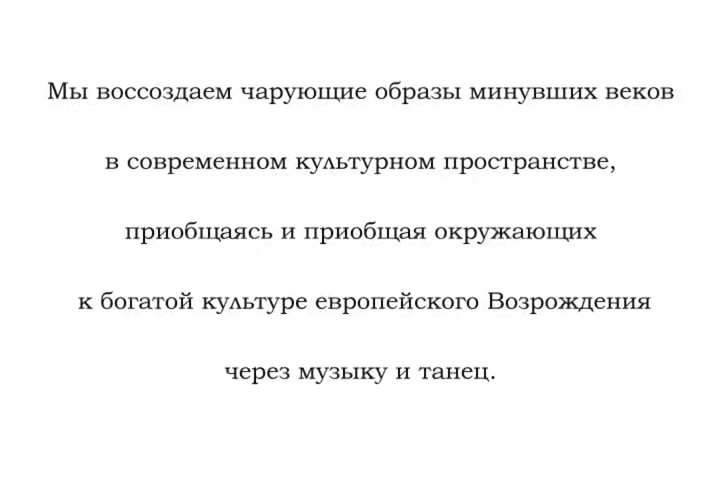 Мы воссоздаем чарующие образы минувших веков
в современном культурном пространстве,
приобщаясь и приобщая окружающих
к богатой культуре европейского Возрождения
через музыку и танец.